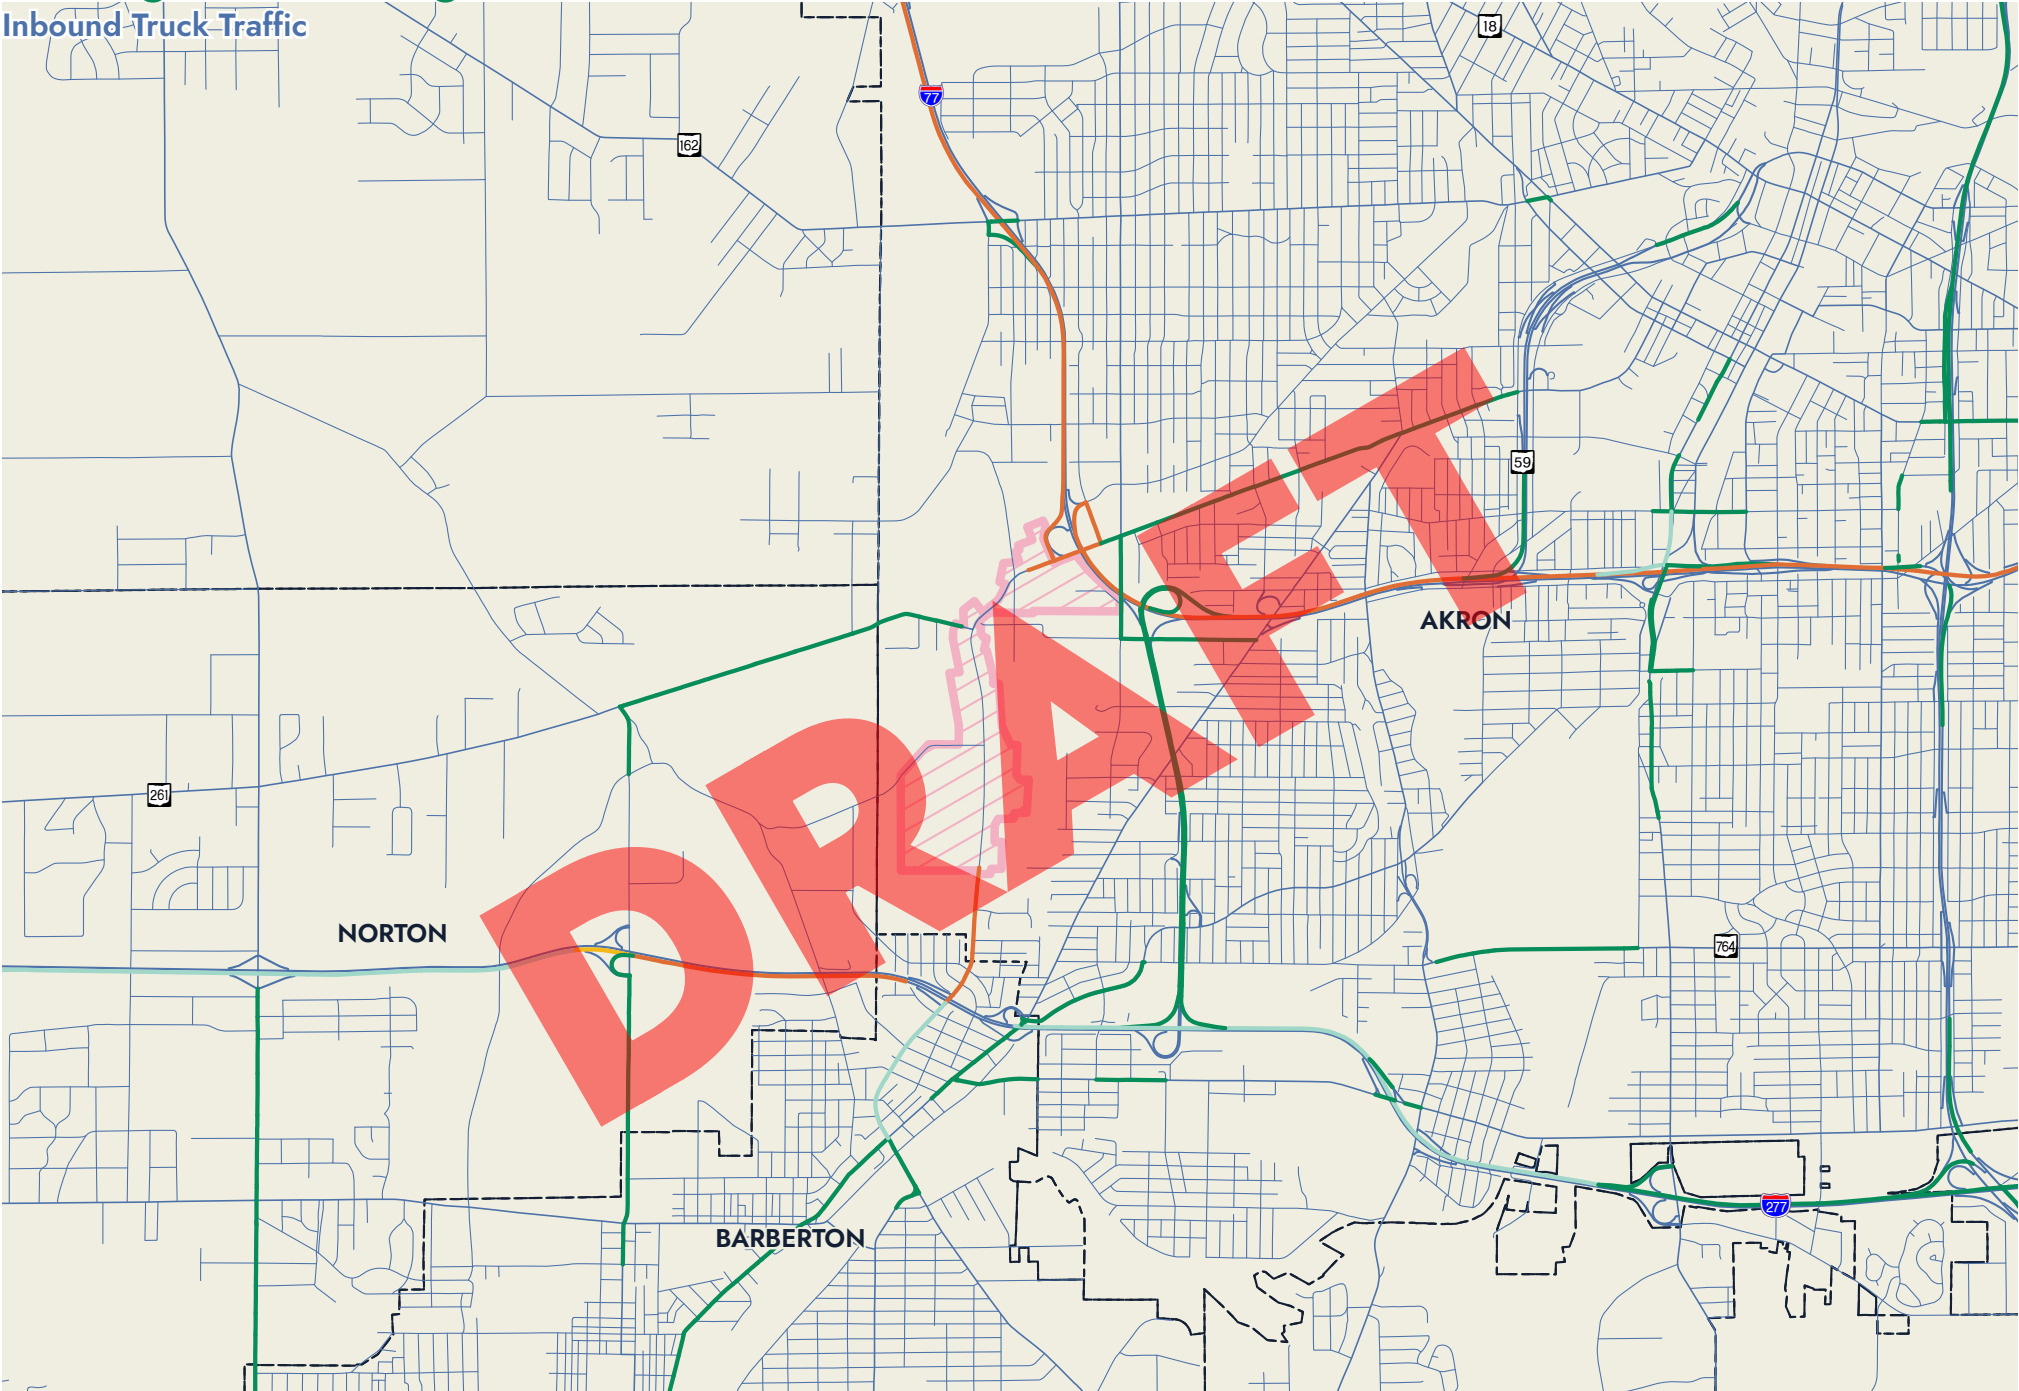 Inbound Truck Traffic
18
77
162
59
AKRON
DRAFT
261
NORTON
764
277
BARBERTON